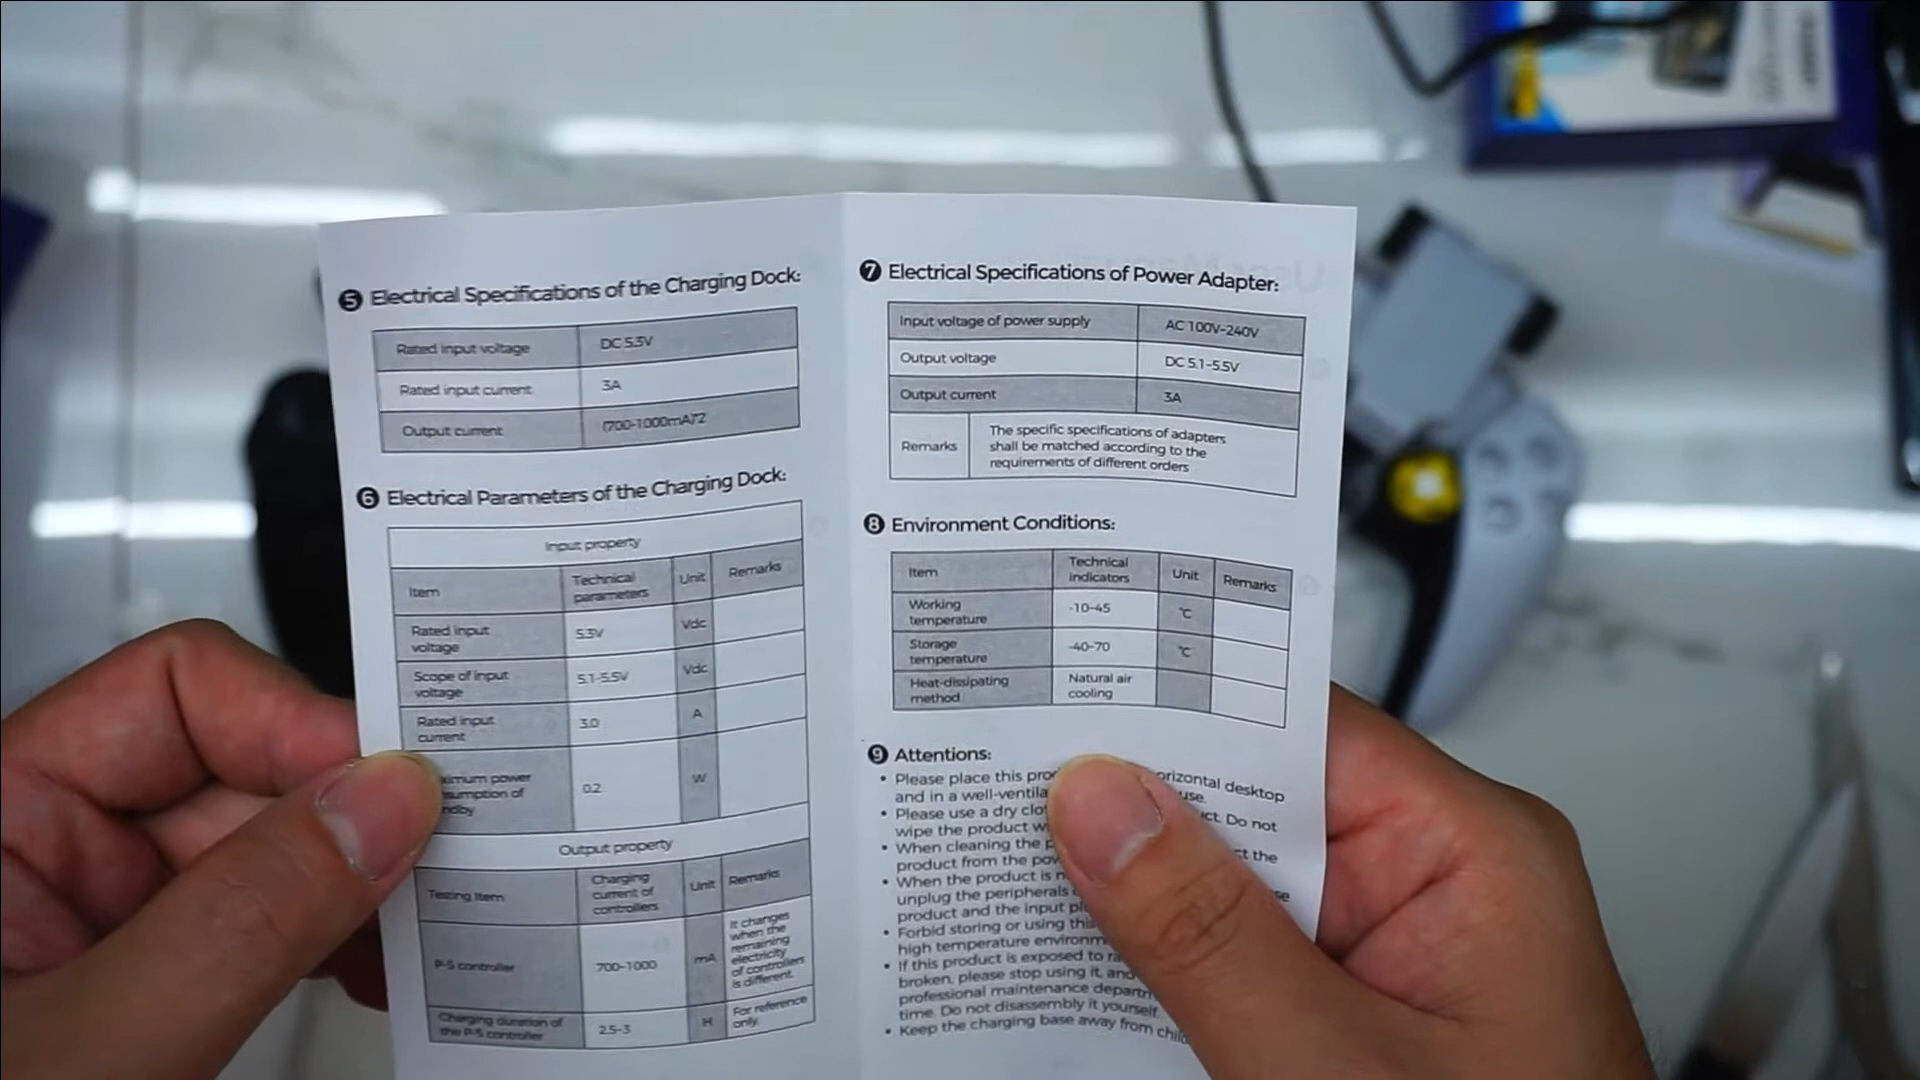 5 Electrical Specifications of the Charging Dock:
Rated input voltage DC 5.3V
Rated input current 3A
Output current (700-1000mA)*2
6 Electrical Parameters of the Charging Dock:
Input property
Item Technical parameters Unit Remarks
Rated input voltage 5.3V Vdc
Scope of input voltage 5.1-5.5V Vdc
Rated input current 3.0 A
ximum power
sumption of
ndby
0.2 W
Output property
Testing item Charging current of controllers Unit Remarks
P-5 controller 700-1000 mA It changes when the remaining electricity of controllers is different.
Charging duration of the P-5 controller 2.5-3 H For reference only.
7 Electrical Specifications of Power Adapter:
Input voltage of power supply AC 100V-240V
Output voltage DC 5.1-5.5V
Output current 3A
Remarks
The specific specifications of adapters
shall be matched according to the
requirements of different orders
8 Environment Conditions:
Item Technical indicators Unit Remarks
Working temperature -10-45 °C
Storage temperature -40-70 °C
Heat-dissipating method Natural air cooling
9 Attentions:
• Please place this pro orizontal desktop
and in a well-ventila use.
• Please use a dry clo ct. Do not
wipe the product w
• When cleaning the p ct the
product from the pow
• When the product is n se
unplug the peripherals
product and the input pl
• Forbid storing or using this
high temperature environm
• If this product is exposed to ra
broken, please stop using it, and
professional maintenance departm
time. Do not disassembly it yourself
• Keep the charging base away from chil